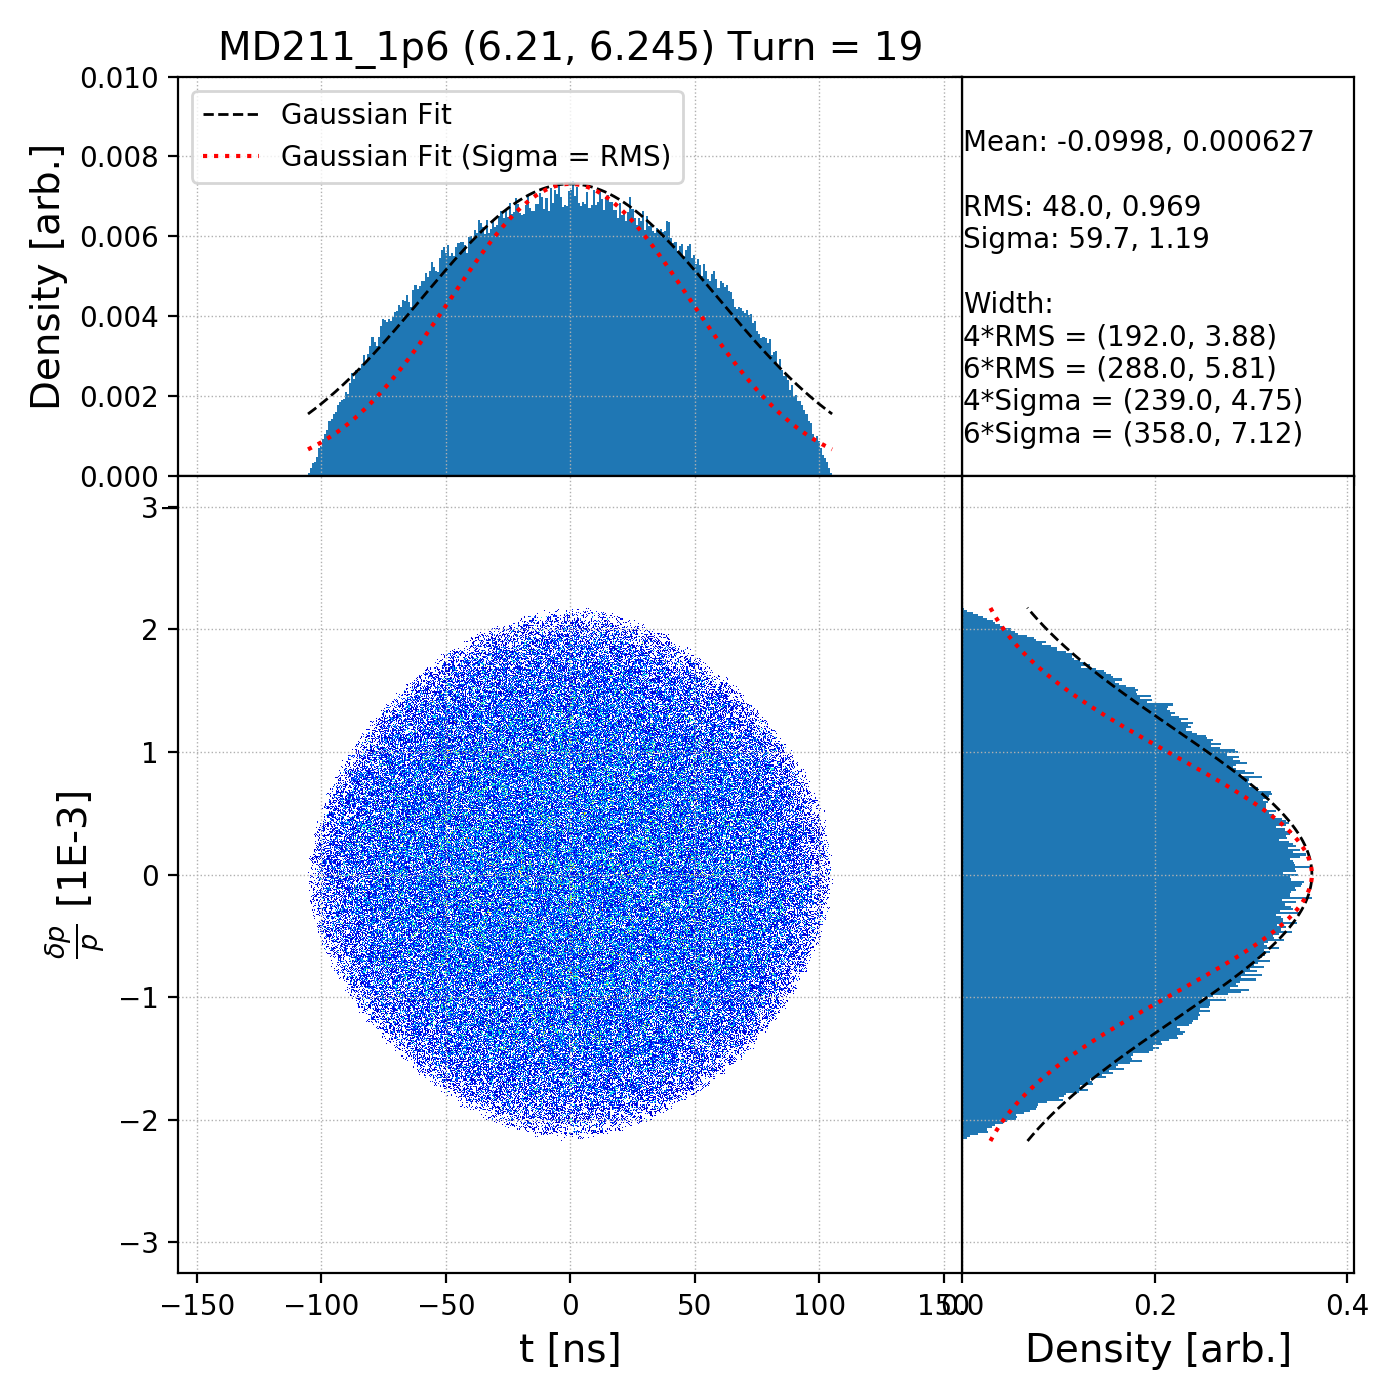 MD211_1p6 (6.21, 6.245) Turn = 19
0.010
0.008
0.006
0.004
0.002
0.000
Density [arb.]
Gaussian Fit
Gaussian Fit (Sigma = RMS)
Mean: -0.0998, 0.000627
RMS: 48.0, 0.969
Sigma: 59.7, 1.19
Width:
4*RMS = (192.0, 3.88)
6*RMS = (288.0, 5.81)
4*Sigma = (239.0, 4.75)
6*Sigma = (358.0, 7.12)
3
2
1
0
−1
−2
−3
δp/p [1E-3]
−150 −100 −50 0 50 100 150
t [ns]
0.0 0.2 0.4
Density [arb.]